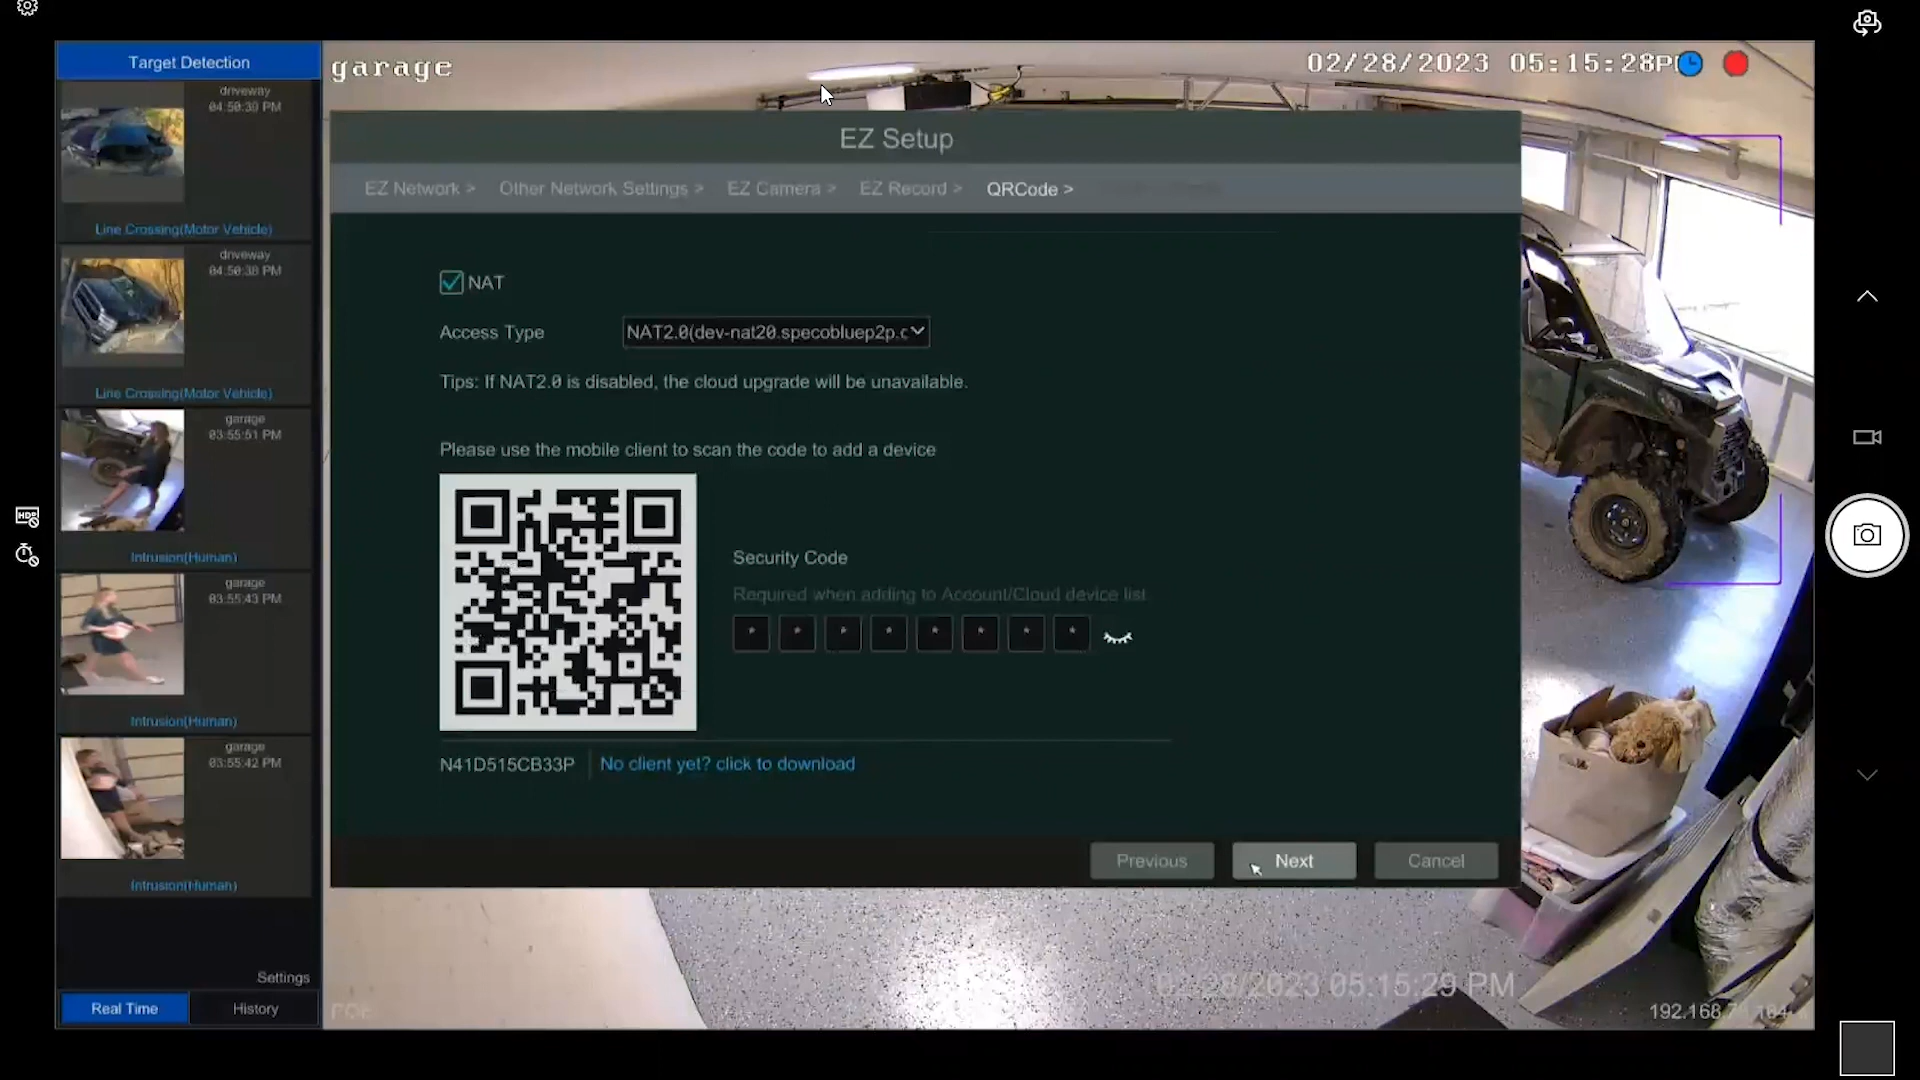 Target Detection
driveway
04:50:39 PM
Line Crossing(Motor Vehicle)
driveway
04:50:38 PM
Line Crossing(Motor Vehicle)
garage
03:55:51 PM
Intrusion(Human)
garage
03:55:43 PM
Intrusion(Human)
garage
03:55:42 PM
Intrusion(Human)
Settings
Real Time
History
garage
02/28/2023 05:15:28P
EZ Setup
EZ Network > Other Network Settings > EZ Camera > EZ Record > QRCode >
NAT
Access Type
NAT2.0(dev-nat20.specobluep2p.c
Tips: If NAT2.0 is disabled, the cloud upgrade will be unavailable.
Please use the mobile client to scan the code to add a device
Security Code
Required when adding to Account/Cloud device list
* * * * * * * *
N41D515CB33P
No client yet? click to download
Previous
Next
Cancel
02/28/2023 05:15:29 PM
POE
HDR